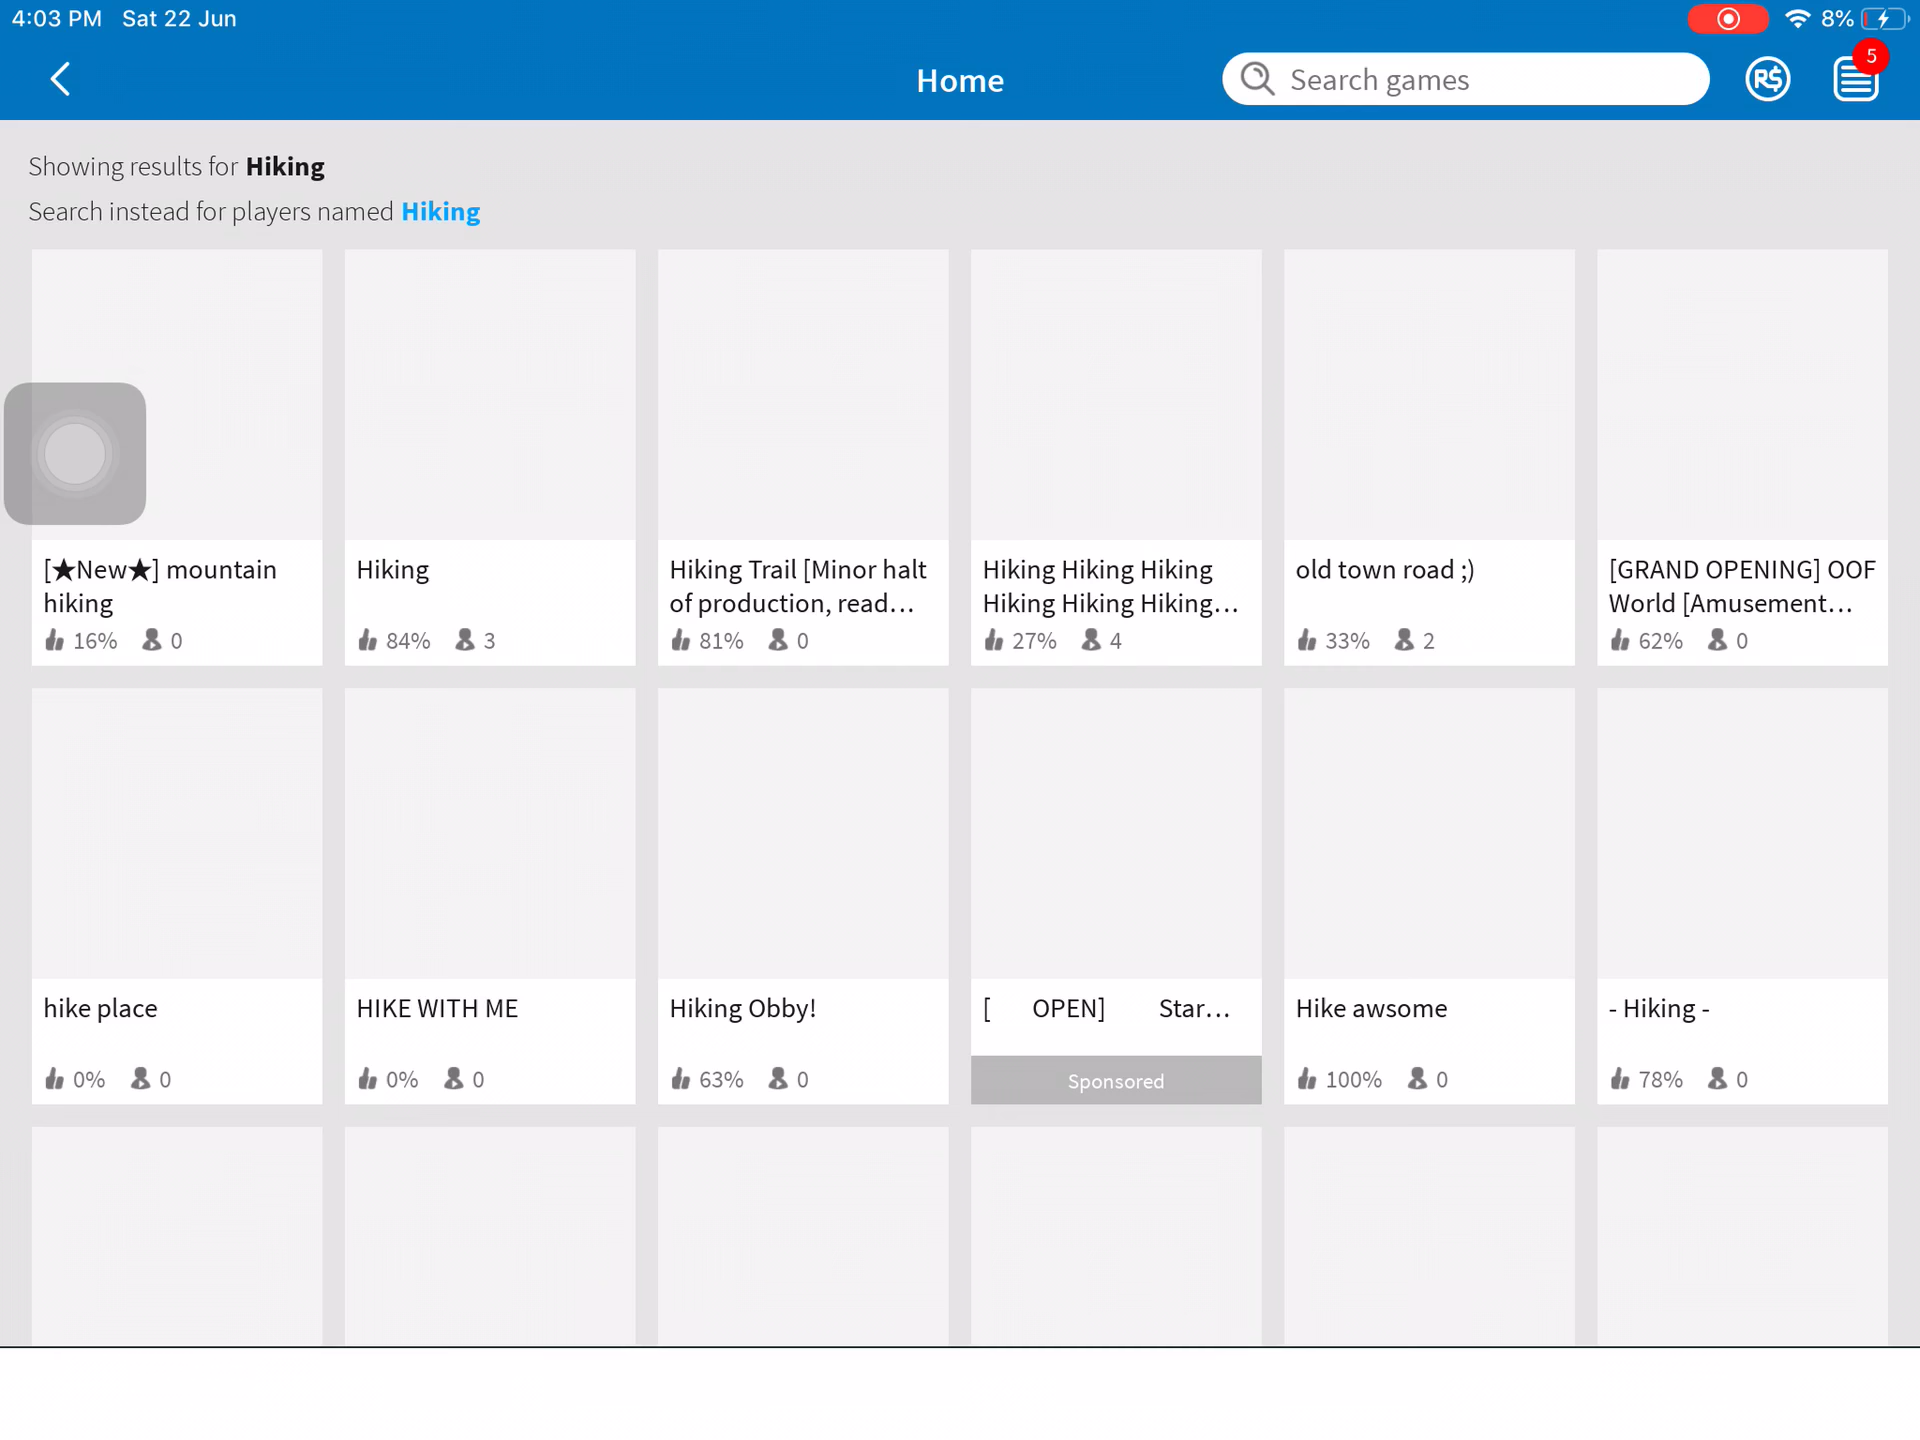 4:03 PM Sat 22 Jun
8%
Home
Search games
R$
5
Showing results for Hiking
Search instead for players named Hiking
[★New★] mountain
hiking
16% 0
Hiking
84% 3
Hiking Trail [Minor halt
of production, read...
81% 0
Hiking Hiking Hiking
Hiking Hiking Hiking...
27% 4
old town road ;)
33% 2
[GRAND OPENING] OOF
World [Amusement...
62% 0
hike place
0% 0
HIKE WITH ME
0% 0
Hiking Obby!
63% 0
[ OPEN] Star...
Sponsored
Hike awsome
100% 0
- Hiking -
78% 0